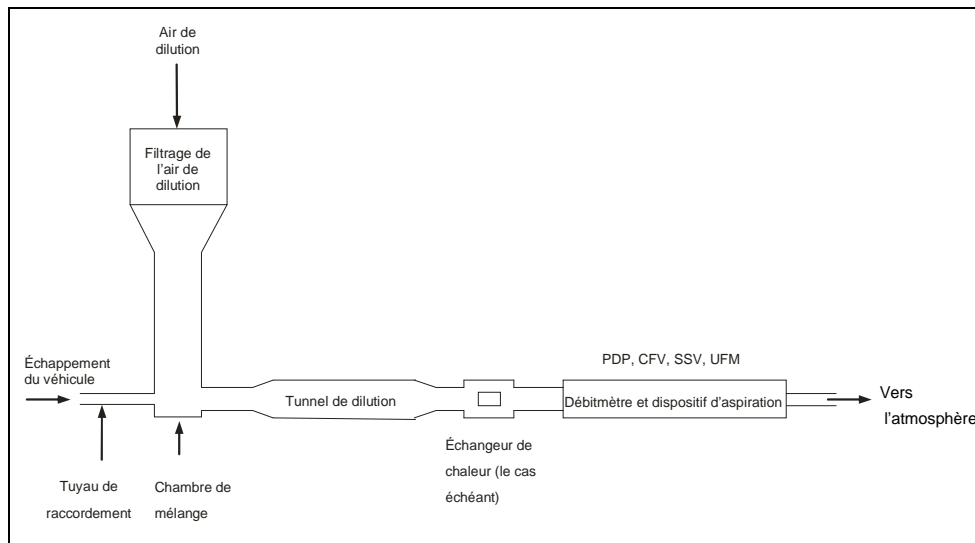 Air de
dilution
Filtrage de
l'air de
dilution
Échappement
du véhicule
PDP, CFV, SSV, UFM
Tunnel de dilution
Débitmètre et dispositif d'aspiration
Vers
l'atmosphère
Échangeur de
chaleur (le cas
échéant)
Tuyau de
raccordement
Chambre de
mélange